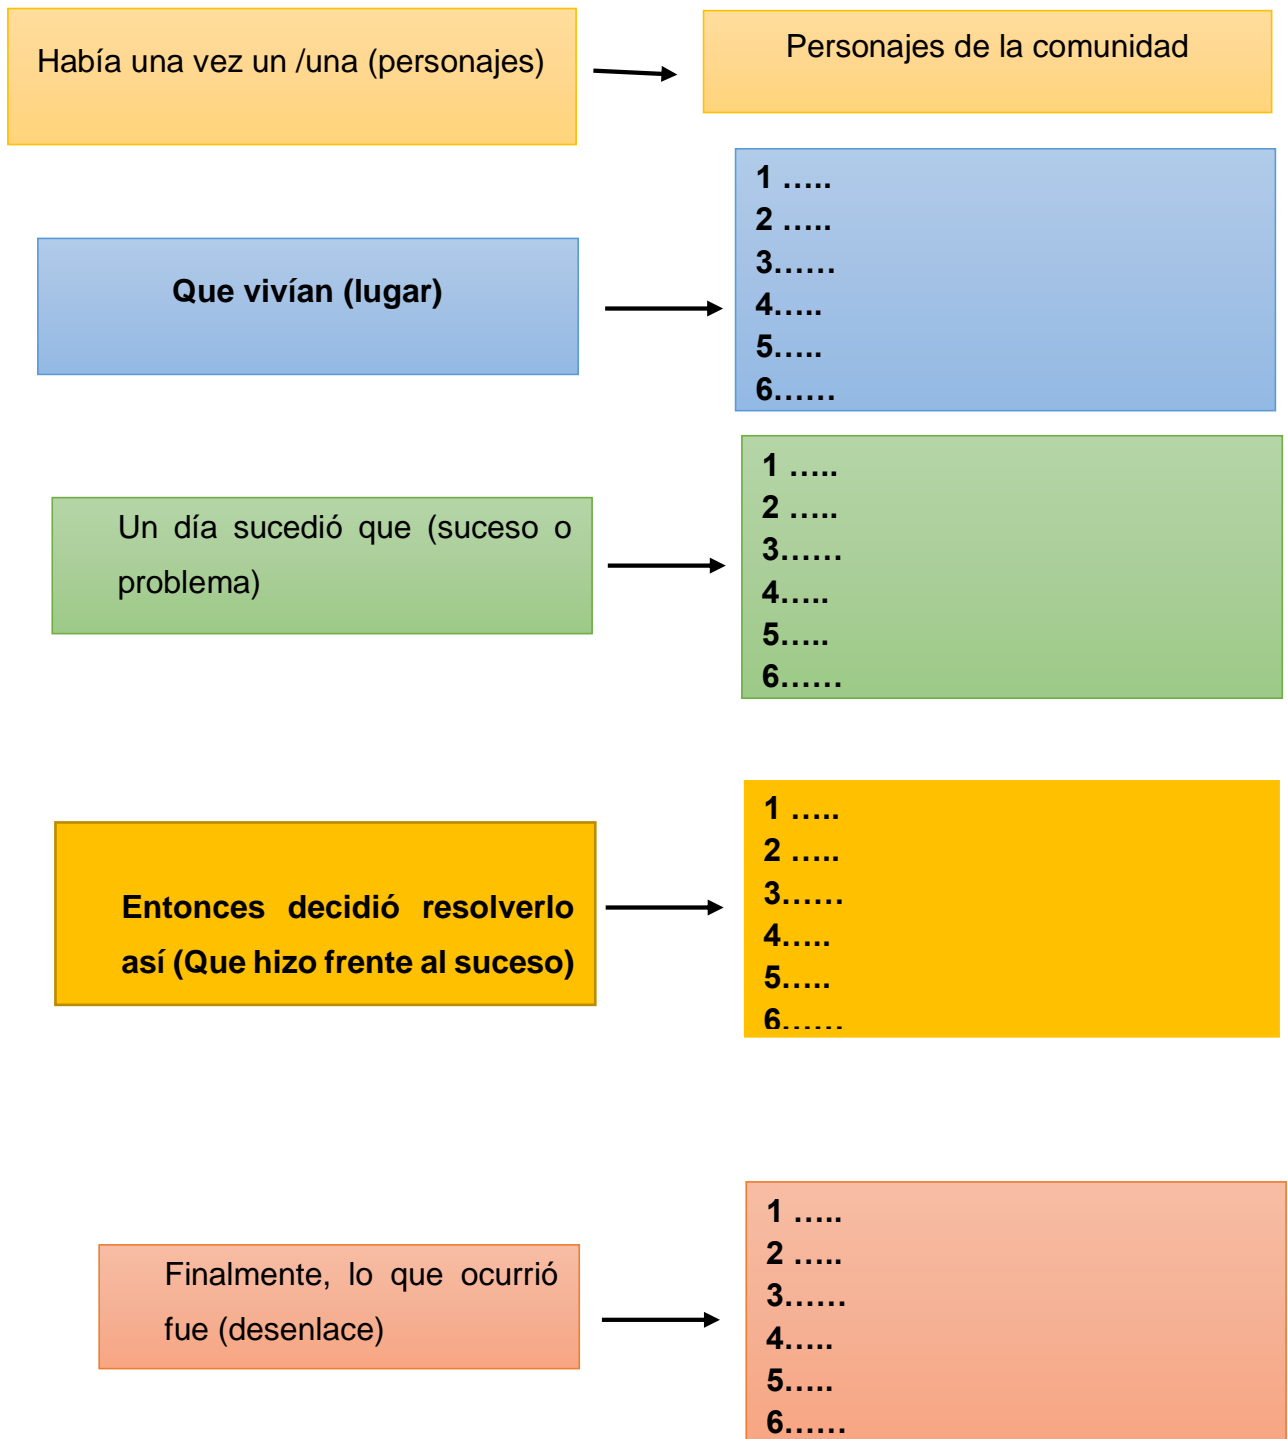 Había una vez un /una (personajes)
Personajes de la comunidad
Que vivían (lugar)
1 …..
2 …..
3……
4…..
5…..
6……
Un día sucedió que (suceso o
problema)
1 …..
2 …..
3……
4…..
5…..
6……
Entonces decidió resolverlo
así (Que hizo frente al suceso)
1 …..
2 …..
3……
4…..
5…..
6……
Finalmente, lo que ocurrió
fue (desenlace)
1 …..
2 …..
3……
4…..
5…..
6……